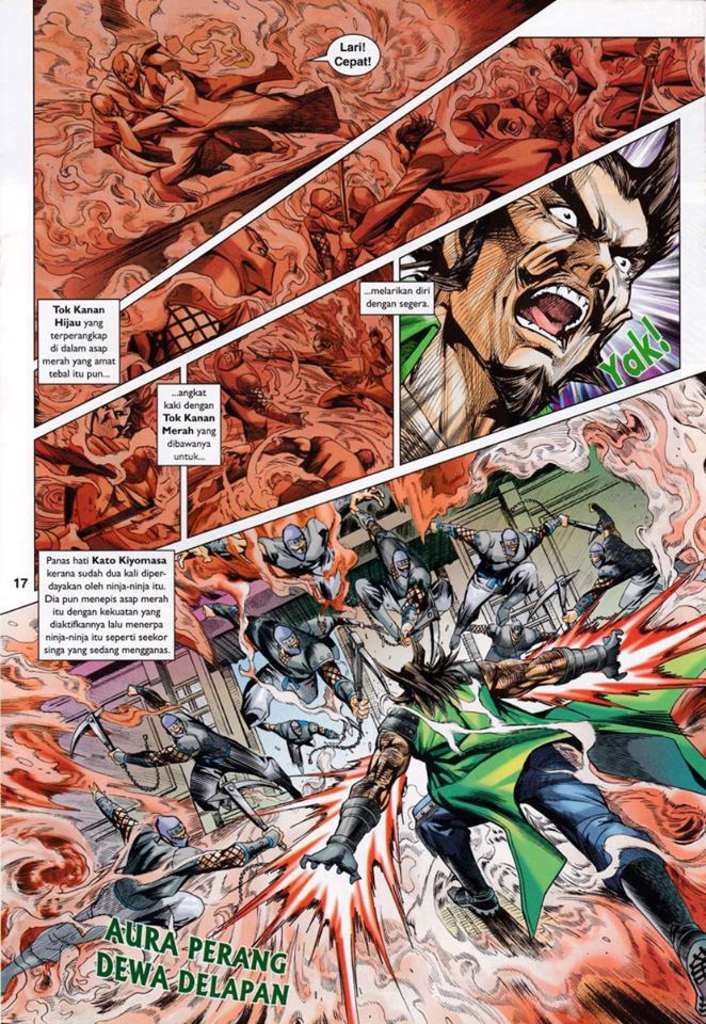 Lari!
Cepat!
Tok Kanan
Hijau yang
terperangkap
di dalam asap
merah yang amat
tebal itu pun...
...angkat
kaki dengan
Tok Kanan
Merah yang
dibawanya
untuk...
...melarikan diri
dengan segera.
Yak!
17
Panas hati Kato Kiyomasa
kerana sudah dua kali diper-
dayakan oleh ninja-ninja itu.
Dia pun menepis asap merah
itu dengan kekuatan yang
diaktifkannya lalu menerpa
ninja-ninja itu seperti seekor
singa yang sedang mengganas.
AURA PERANG
DEWA DELAPAN